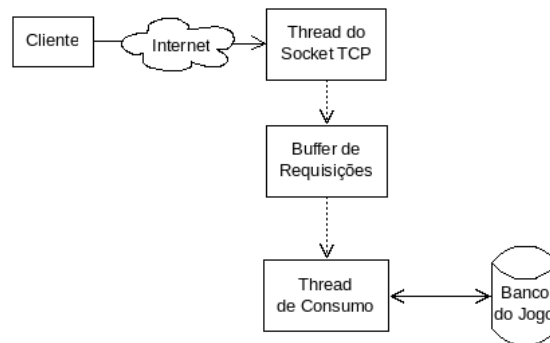 Cliente
Internet
Thread do
Socket TCP
Buffer de
Requisições
Thread
de Consumo
Banco
do Jogo